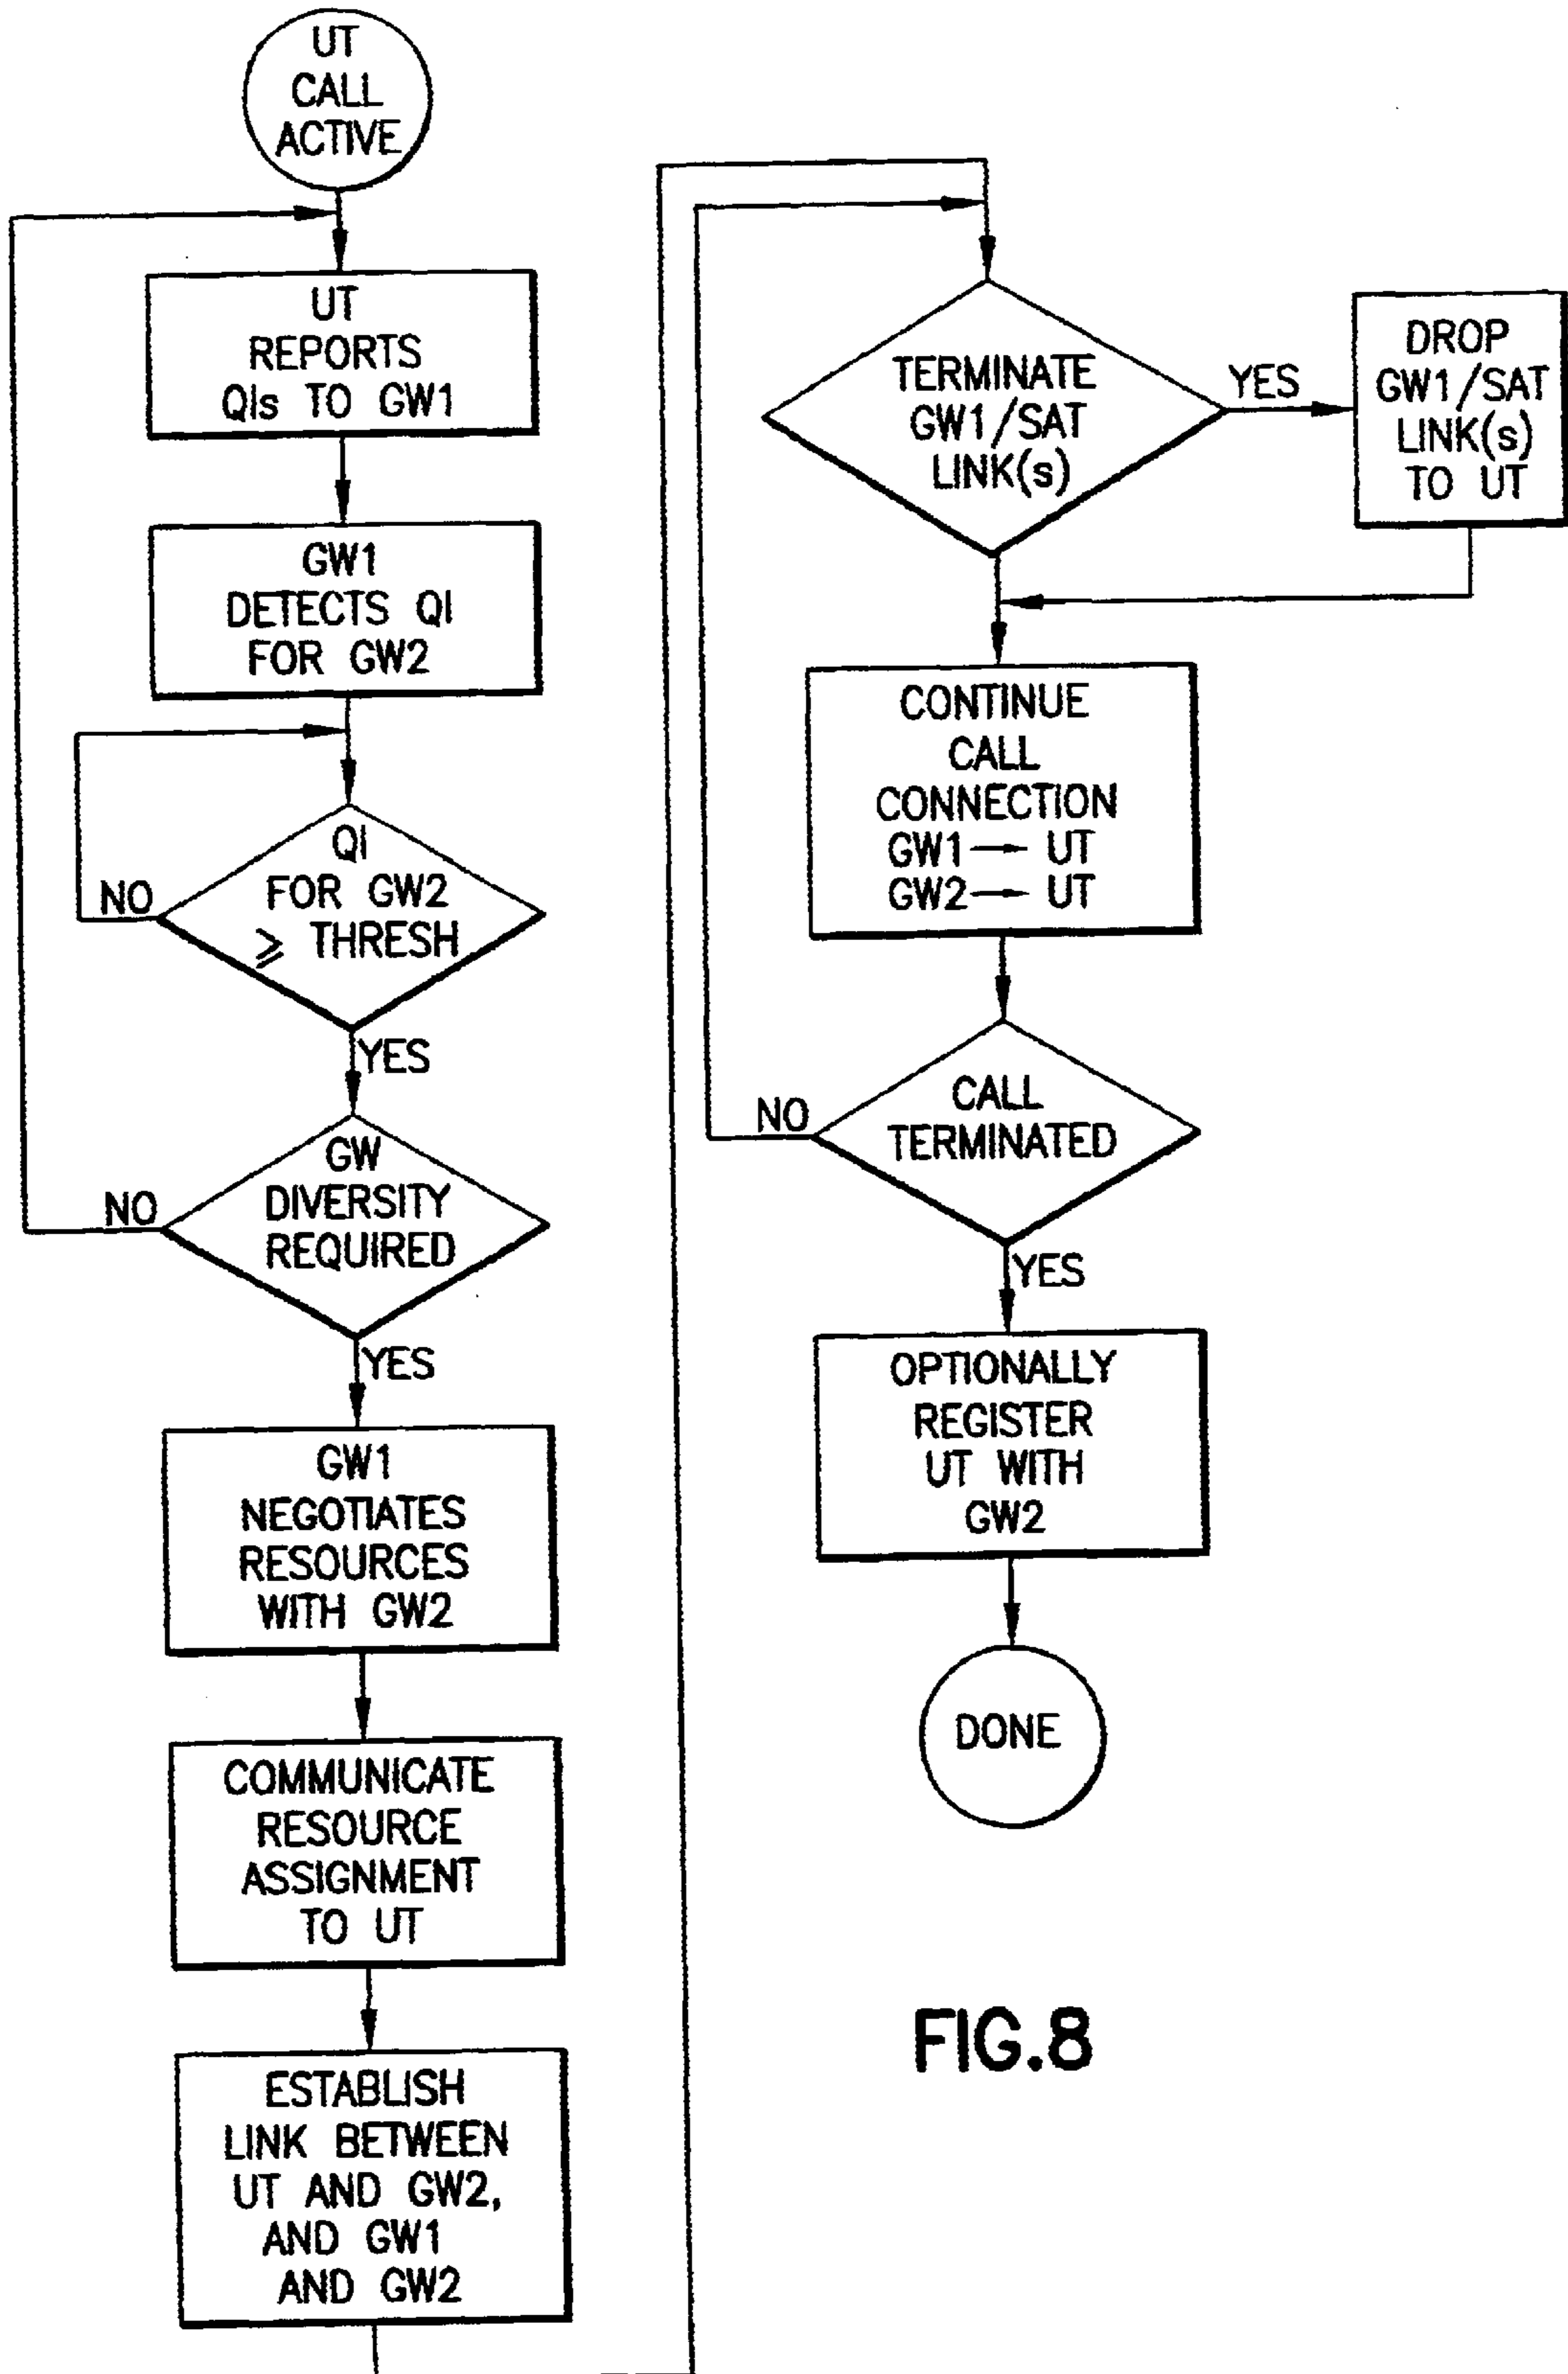 UT
CALL
ACTIVE
UT
REPORTS
QIs TO GW1
GW1
DETECTS QI
FOR GW2
QI
FOR GW2
⩾ THRESH
NO
YES
GW
DIVERSITY
REQUIRED
NO
YES
GW1
NEGOTIATES
RESOURCES
WITH GW2
COMMUNICATE
RESOURCE
ASSIGNMENT
TO UT
ESTABLISH
LINK BETWEEN
UT AND GW2,
AND GW1
AND GW2
TERMINATE
GW1/SAT
LINK(s)
YES
DROP
GW1/SAT
LINK(s)
TO UT
CONTINUE
CALL
CONNECTION
GW1 → UT
GW2 → UT
CALL
TERMINATED
NO
YES
OPTIONALLY
REGISTER
UT WITH
GW2
DONE
FIG.8